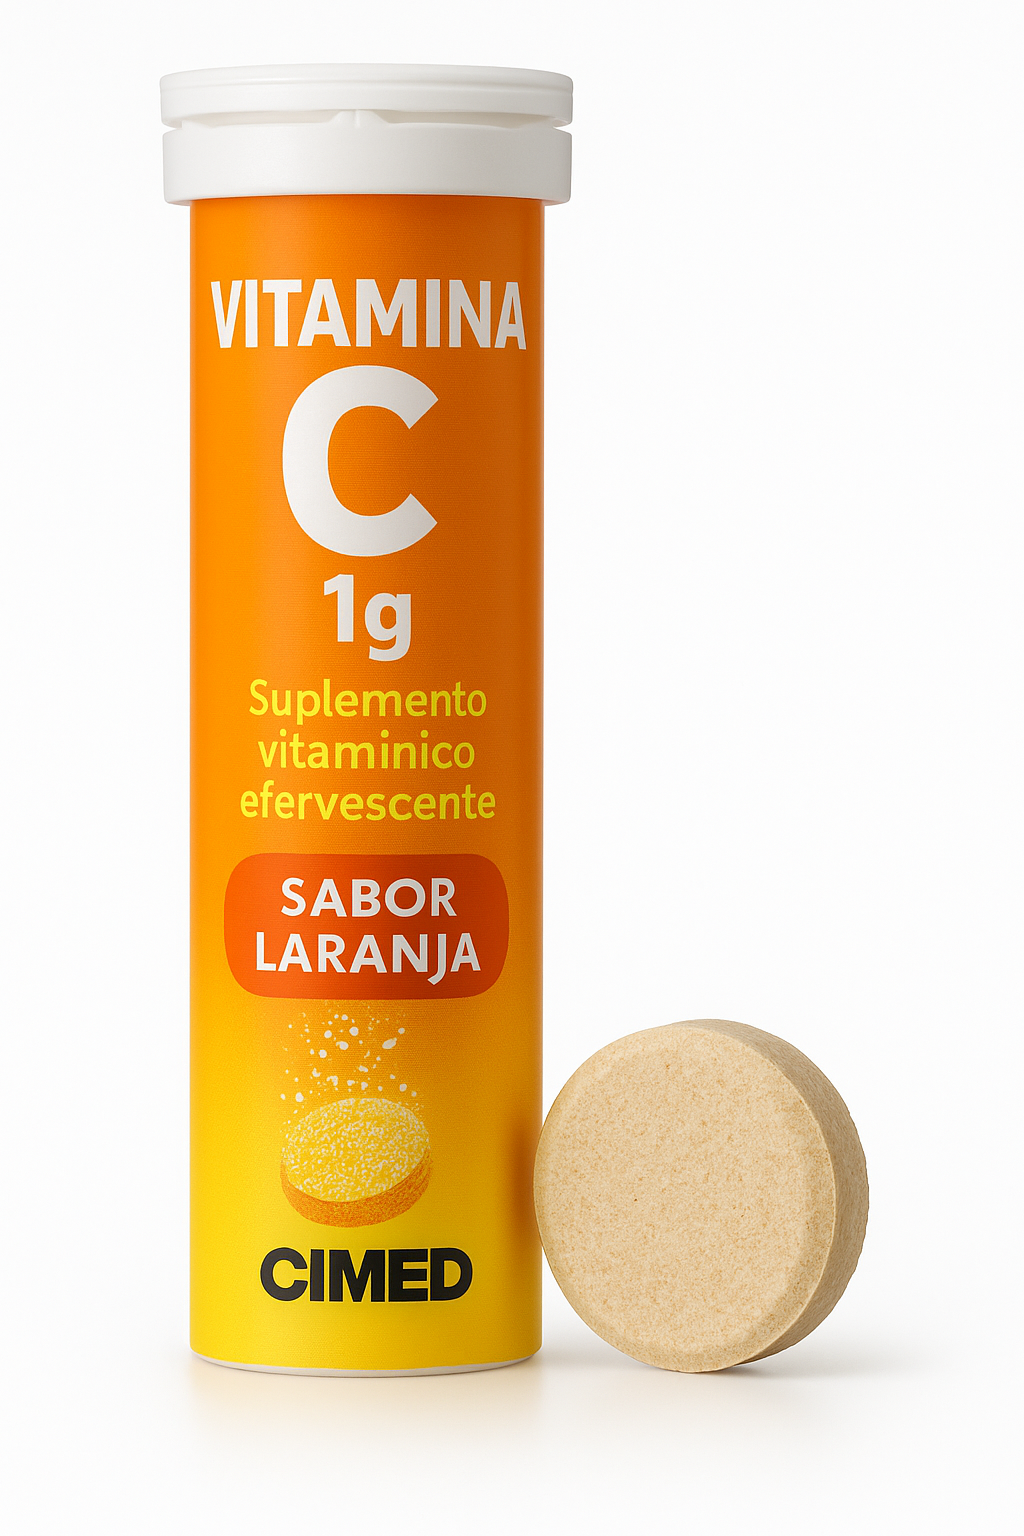 VITAMINA
C
1g
Suplemento
vitaminico
efervescente
SABOR
LARANJA
CIMED